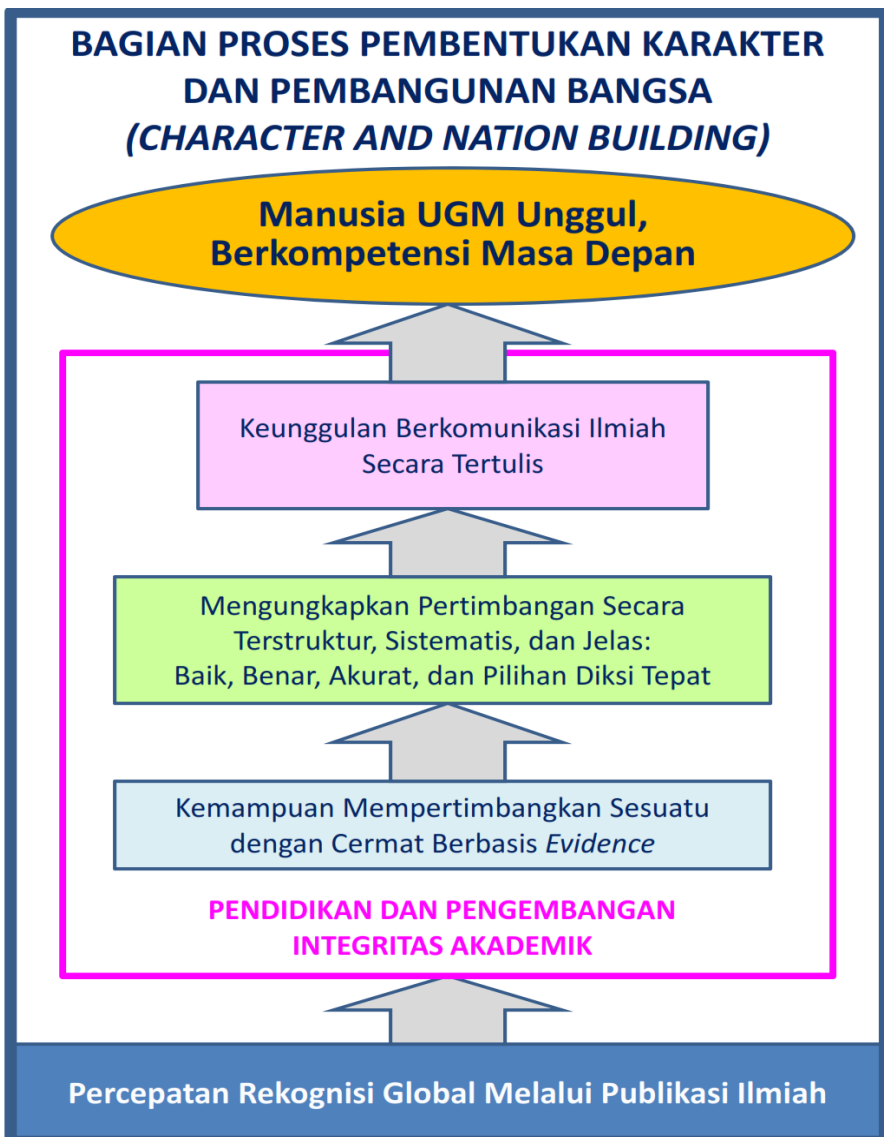 BAGIAN PROSES PEMBENTUKAN KARAKTER
DAN PEMBANGUNAN BANGSA
(CHARACTER AND NATION BUILDING)
Manusia UGM Unggul,
Berkompetensi Masa Depan
Keunggulan Berkomunikasi Ilmiah
Secara Tertulis
Mengungkapkan Pertimbangan Secara
Terstruktur, Sistematis, dan Jelas:
Baik, Benar, Akurat, dan Pilihan Diksi Tepat
Kemampuan Mempertimbangkan Sesuatu
dengan Cermat Berbasis Evidence
PENDIDIKAN DAN PENGEMBANGAN
INTEGRITAS AKADEMIK
Percepatan Rekognisi Global Melalui Publikasi Ilmiah